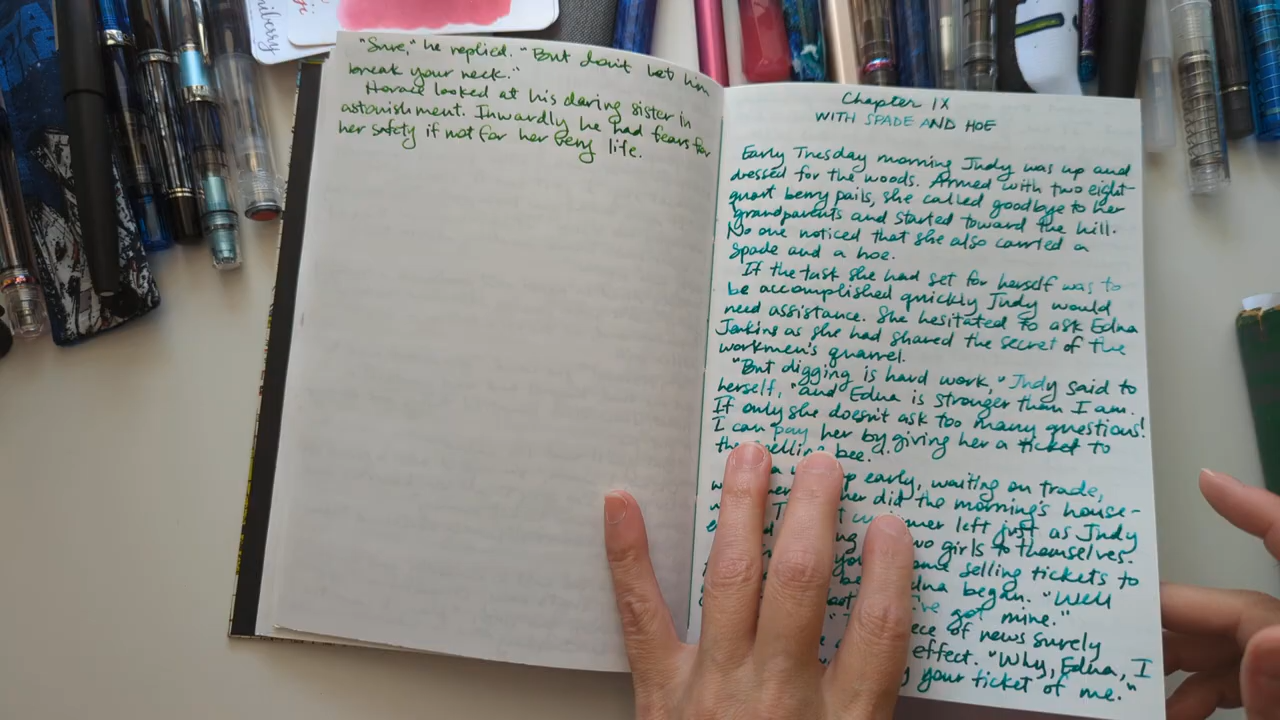 niberry
"Sure," he replied. "But don't let him
break your neck."
Horace looked at his daring sister in
astonishment. Inwardly he had fears for
her safety if not for her very life.
Chapter IX
WITH SPADE AND HOE
Early Tuesday morning Judy was up and
dressed for the woods. Armed with two eight-
quart berry pails, she called goodbye to her
grandparents and started toward the hill.
No one noticed that she also carried a
spade and a hoe.
If the task she had set for herself was to
be accomplished quickly Judy would
need assistance. She hesitated to ask Edna
Jenkins as she had shared the secret of the
workmen's quarrel.
"But digging is hard work," Judy said to
herself, "and Edna is stronger than I am.
If only she doesn't ask too many questions!
I can pay her by giving her a ticket to
the spelling bee."
early, waiting on trade,
her did the morning's house-
left just as Judy
two girls to themselves.
selling tickets to
Edna began. "Well
I've got mine."
piece of news surely
effect. "Why, Edna, I
your ticket of me."